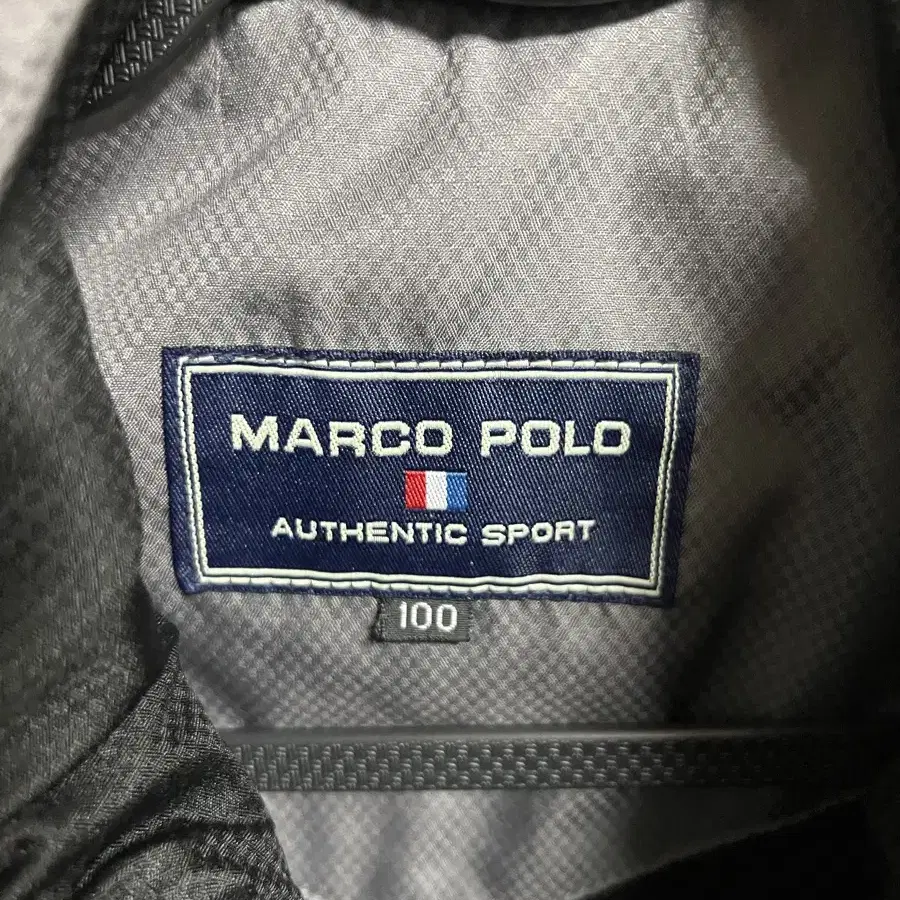 MARCO POLO
AUTHENTIC SPORT
100